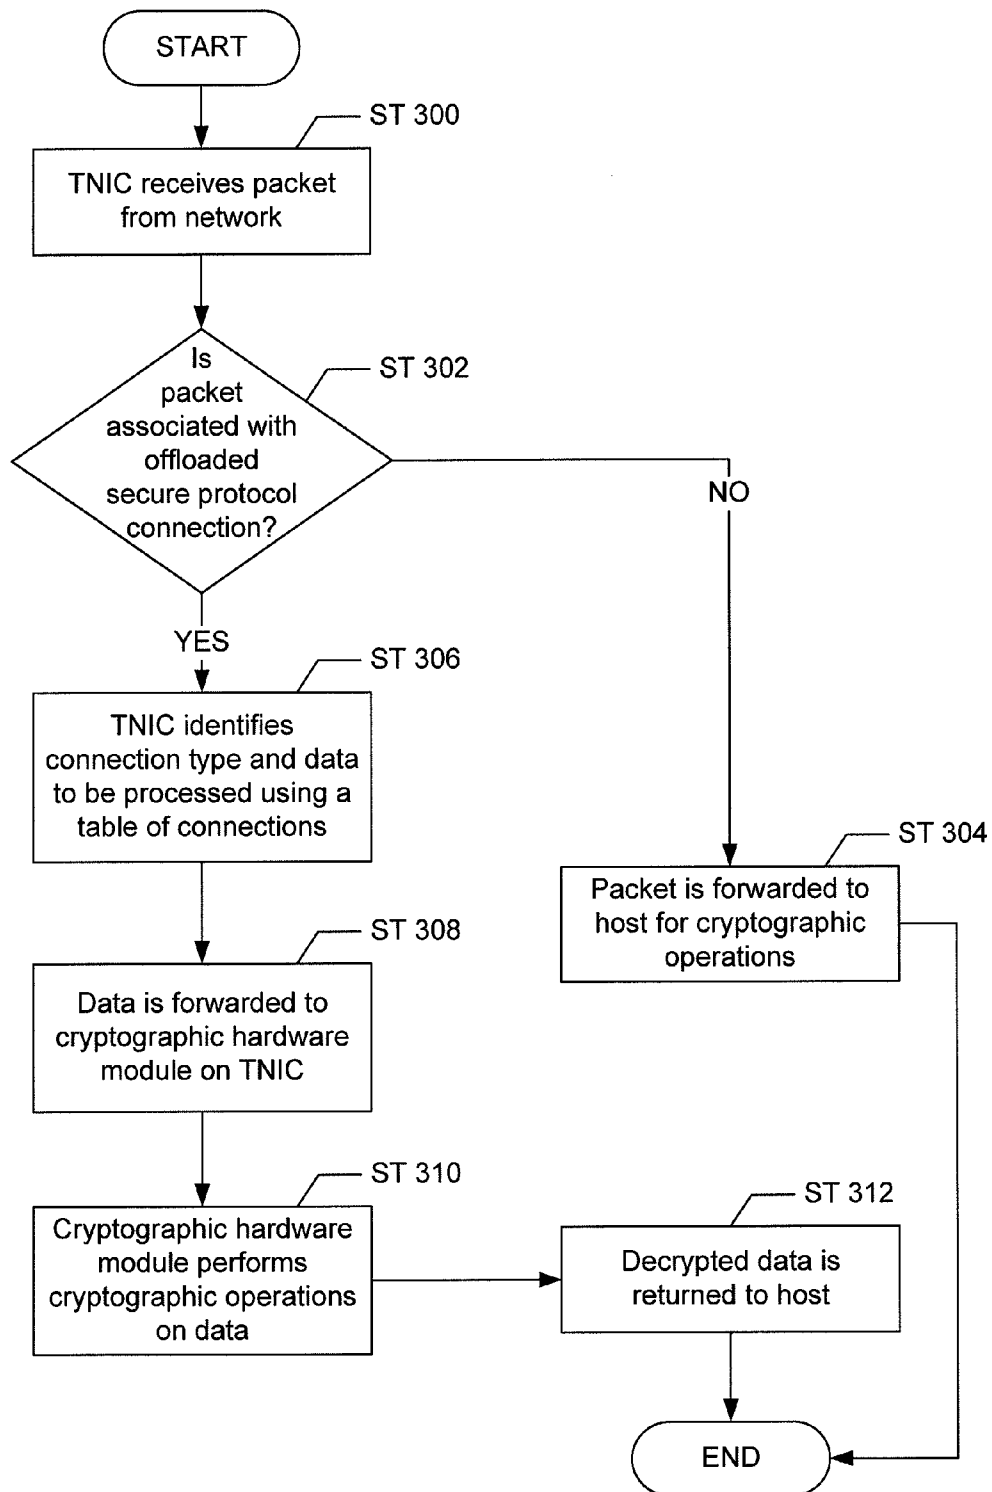 START
ST 300
TNIC receives packet
from network
ST 302
Is
packet
associated with
offloaded
secure protocol
connection?
NO
YES
ST 306
TNIC identifies
connection type and data
to be processed using a
table of connections
ST 304
Packet is forwarded to
host for cryptographic
operations
ST 308
Data is forwarded to
cryptographic hardware
module on TNIC
ST 310
Cryptographic hardware
module performs
cryptographic operations
on data
ST 312
Decrypted data is
returned to host
END